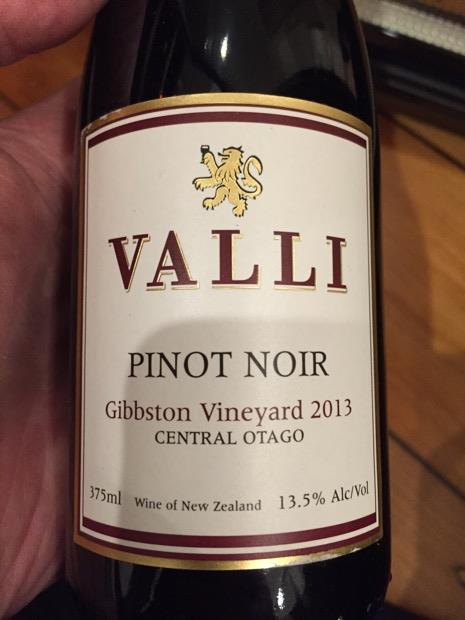 VALLI
PINOT NOIR
Gibbston Vineyard 2013
CENTRAL OTAGO
375ml Wine of New Zealand 13.5% Alc/Vol